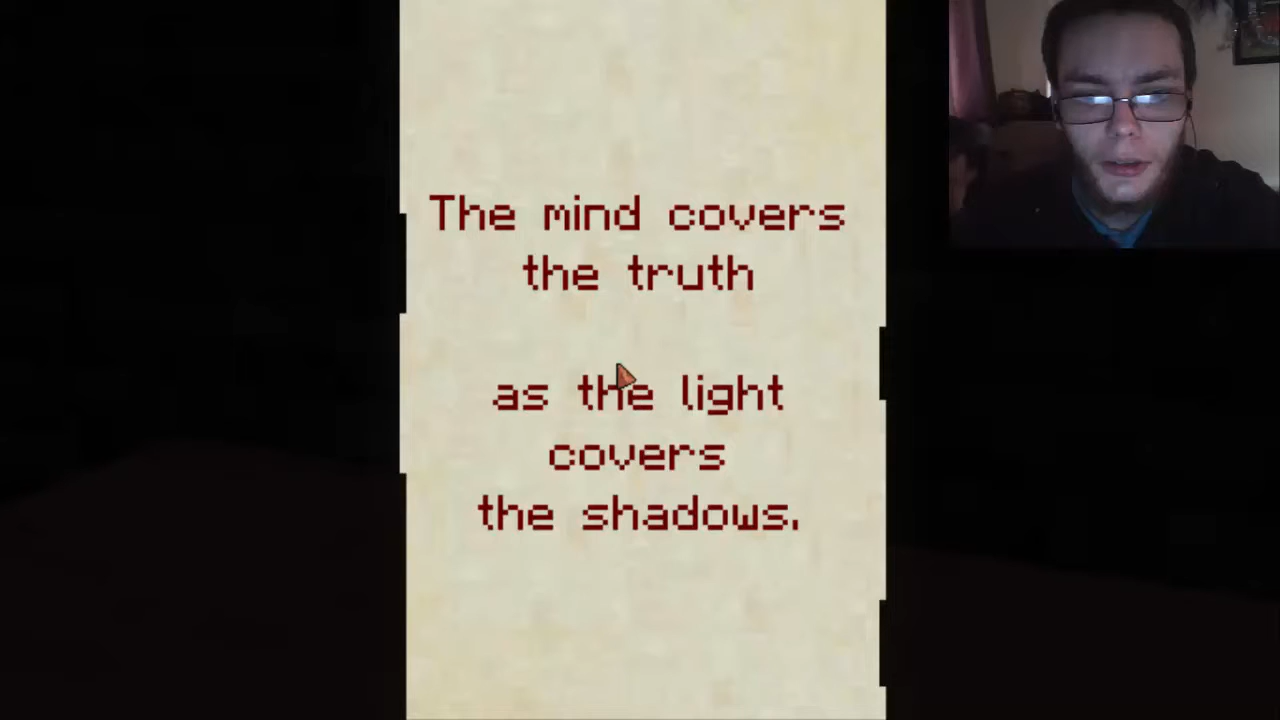 The mind covers
the truth
as the light
covers
the shadows.